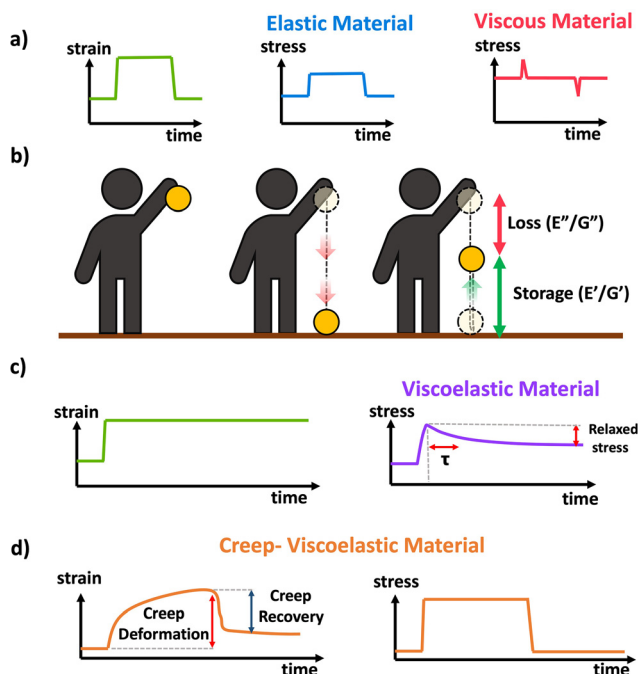 a)
strain
time
Elastic Material
stress
time
Viscous Material
stress
time
b)
Loss (E”/G”)
Storage (E’/G’)
c)
strain
time
Viscoelastic Material
stress
Relaxed
stress
τ
time
d)
Creep- Viscoelastic Material
strain
Creep
Deformation
Creep
Recovery
time
stress
time